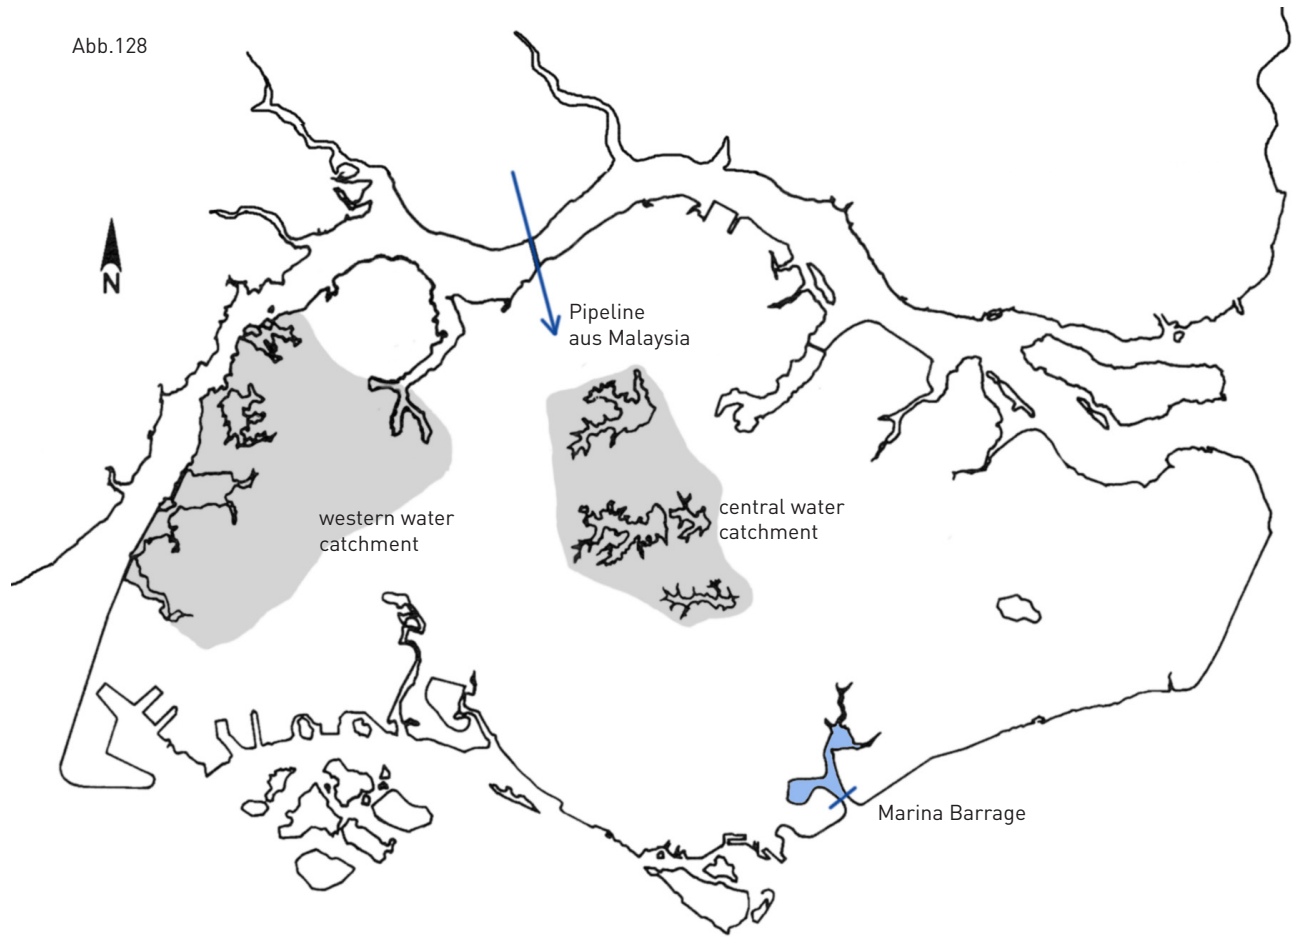 Abb.128
N
Pipeline
aus Malaysia
western water
catchment
central water
catchment
Marina Barrage